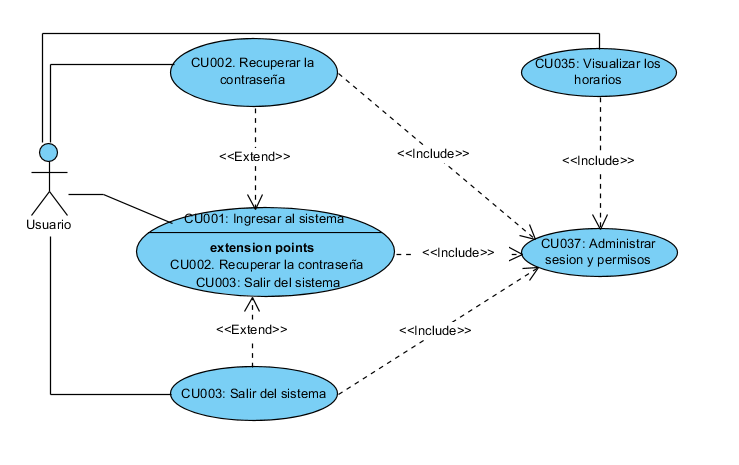 CU002. Recuperar la
contraseña
CU035: Visualizar los
horarios
<<Extend>>
<<Include>>
<<Include>>
Usuario
CU001: Ingresar al sistema
extension points
CU002. Recuperar la contraseña
CU003: Salir del sistema
<<Include>>
CU037: Administrar
sesion y permisos
<<Extend>>
<<Include>>
CU003: Salir del sistema